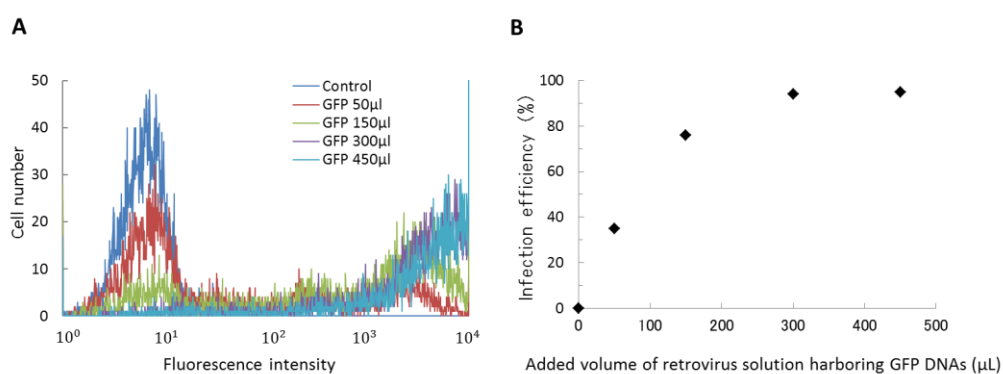 A
B
50
40
30
20
10
0
Cell number
Control
GFP 50μl
GFP 150μl
GFP 300μl
GFP 450μl
10⁰
10¹
10²
10³
10⁴
Fluorescence intensity
100
80
60
40
20
0
Infection efficiency (%)
0
100
200
300
400
500
Added volume of retrovirus solution harboring GFP DNAs (μL)